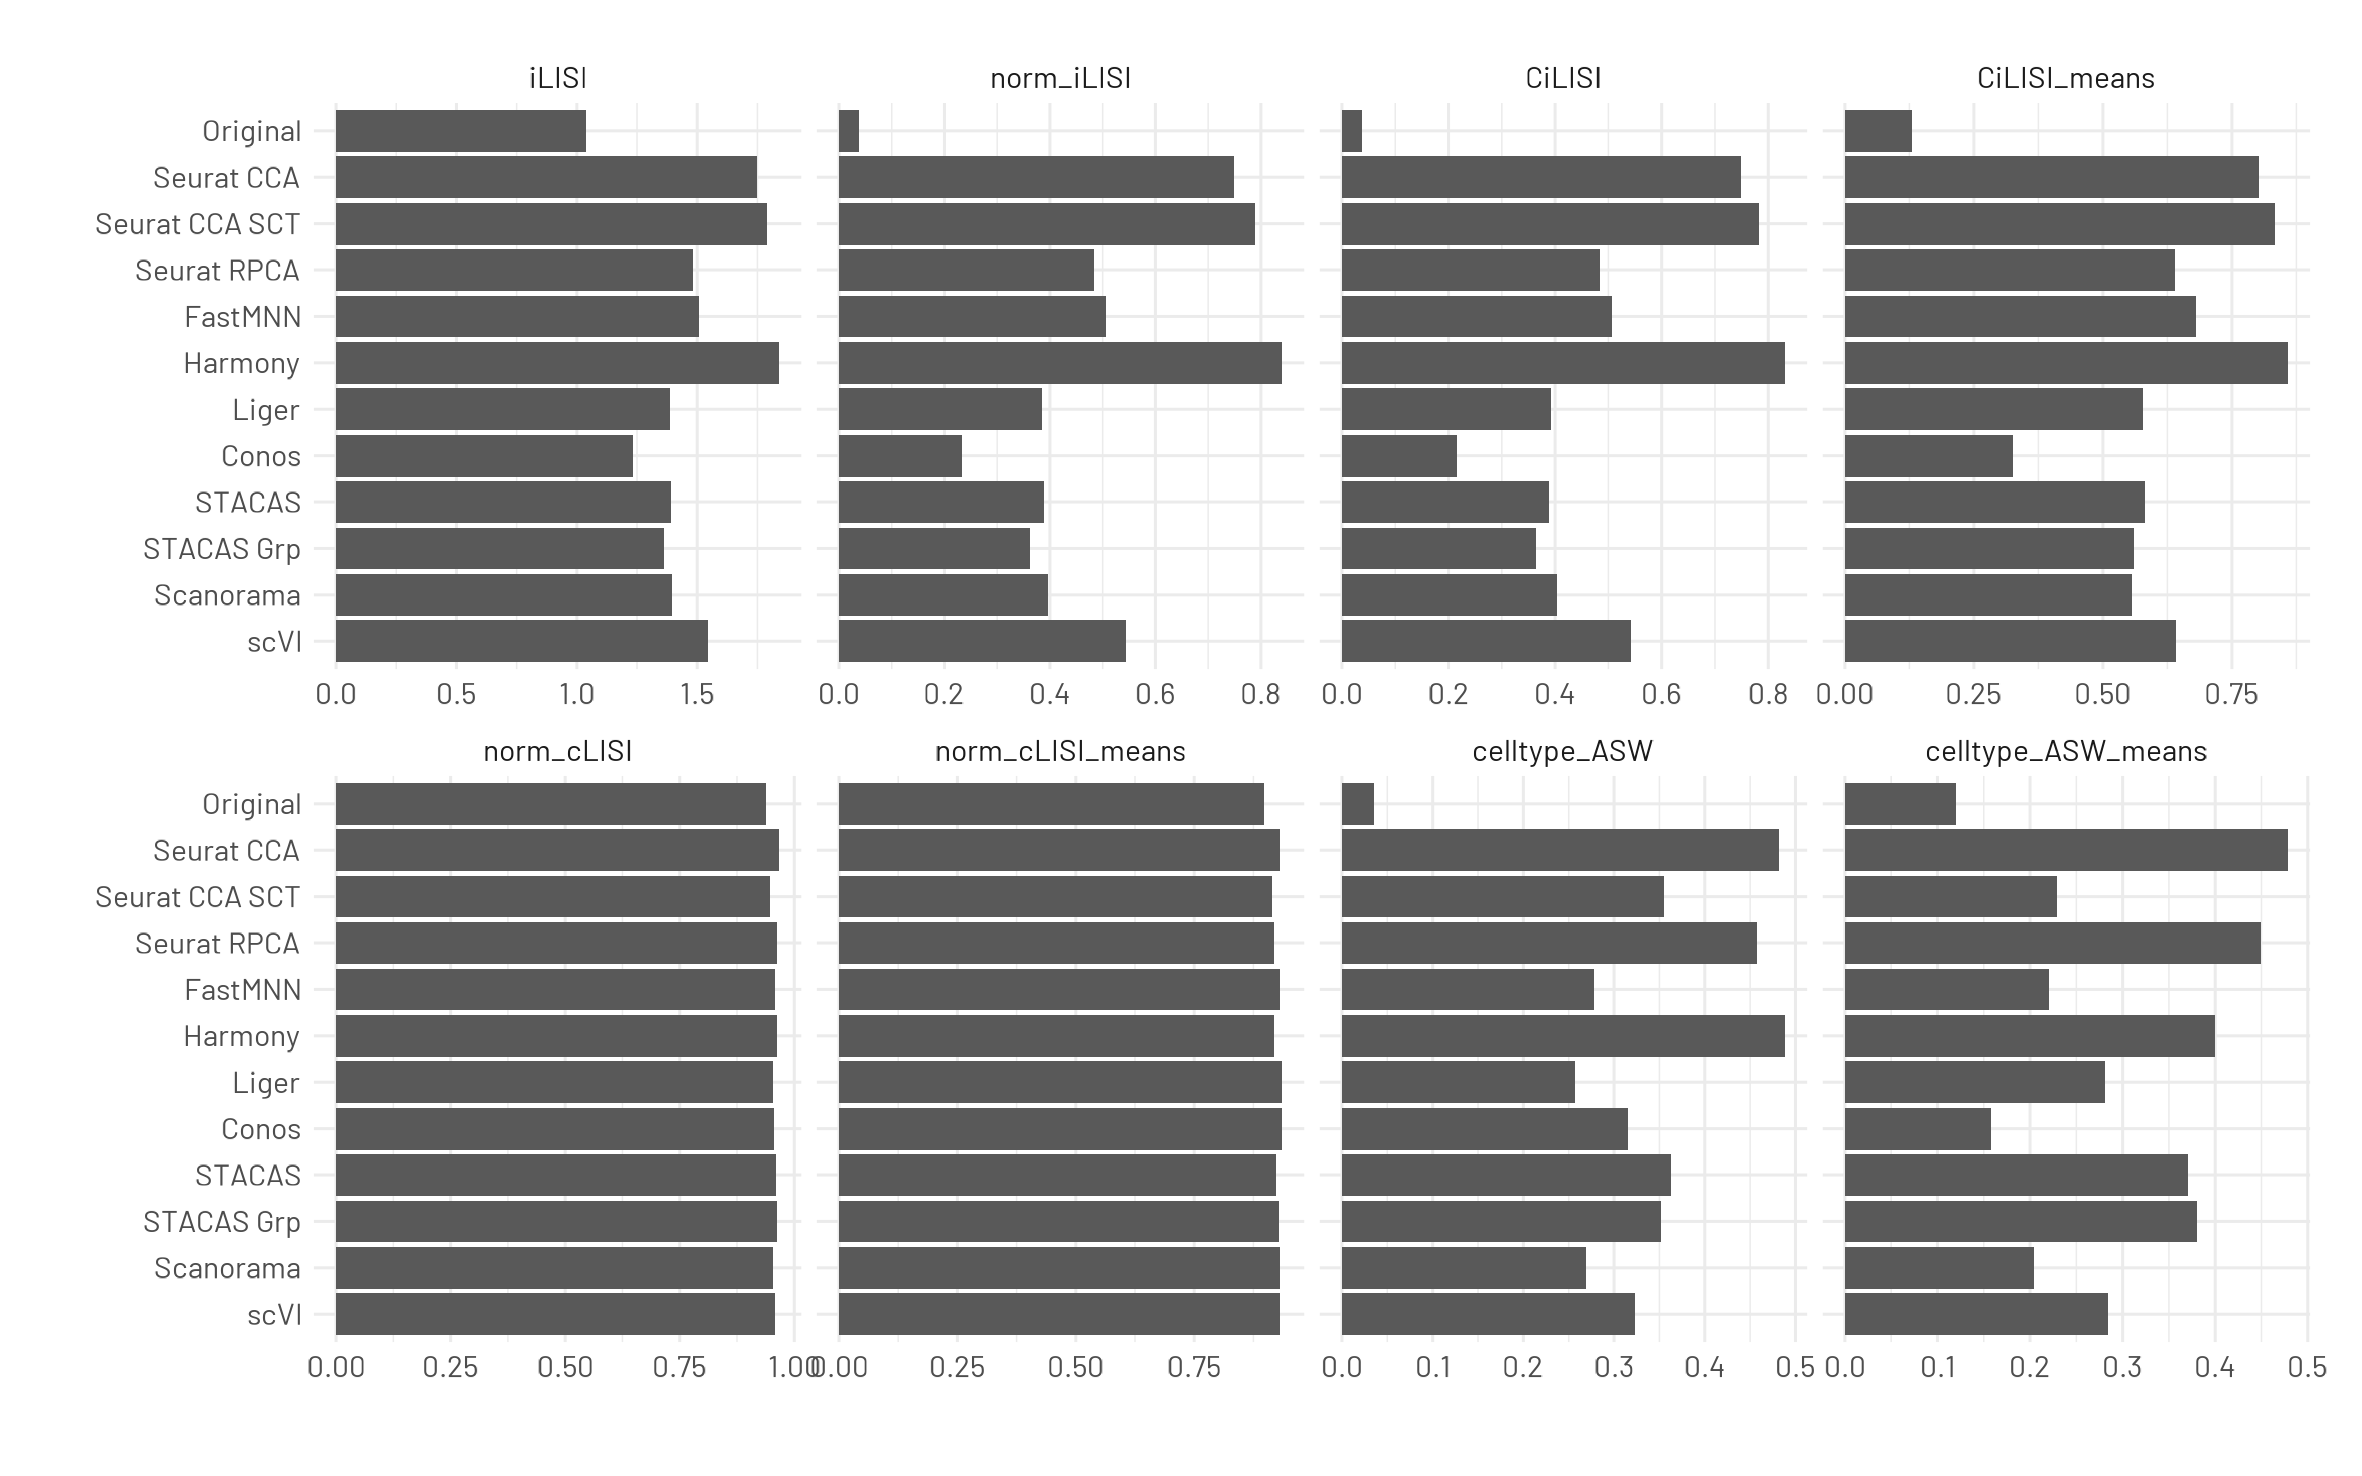 iLISI norm_iLISI CiLISI CiLISI_means
Original
Seurat CCA
Seurat CCA SCT
Seurat RPCA
FastMNN
Harmony
Liger
Conos
STACAS
STACAS Grp
Scanorama
scVI
0.0 0.5 1.0 1.5 0.0 0.2 0.4 0.6 0.8 0.0 0.2 0.4 0.6 0.8 0.00 0.25 0.50 0.75
norm_cLISI norm_cLISI_means celltype_ASW celltype_ASW_means
Original
Seurat CCA
Seurat CCA SCT
Seurat RPCA
FastMNN
Harmony
Liger
Conos
STACAS
STACAS Grp
Scanorama
scVI
0.00 0.25 0.50 0.75 1.00 0.00 0.25 0.50 0.75 0.0 0.1 0.2 0.3 0.4 0.5 0.0 0.1 0.2 0.3 0.4 0.5